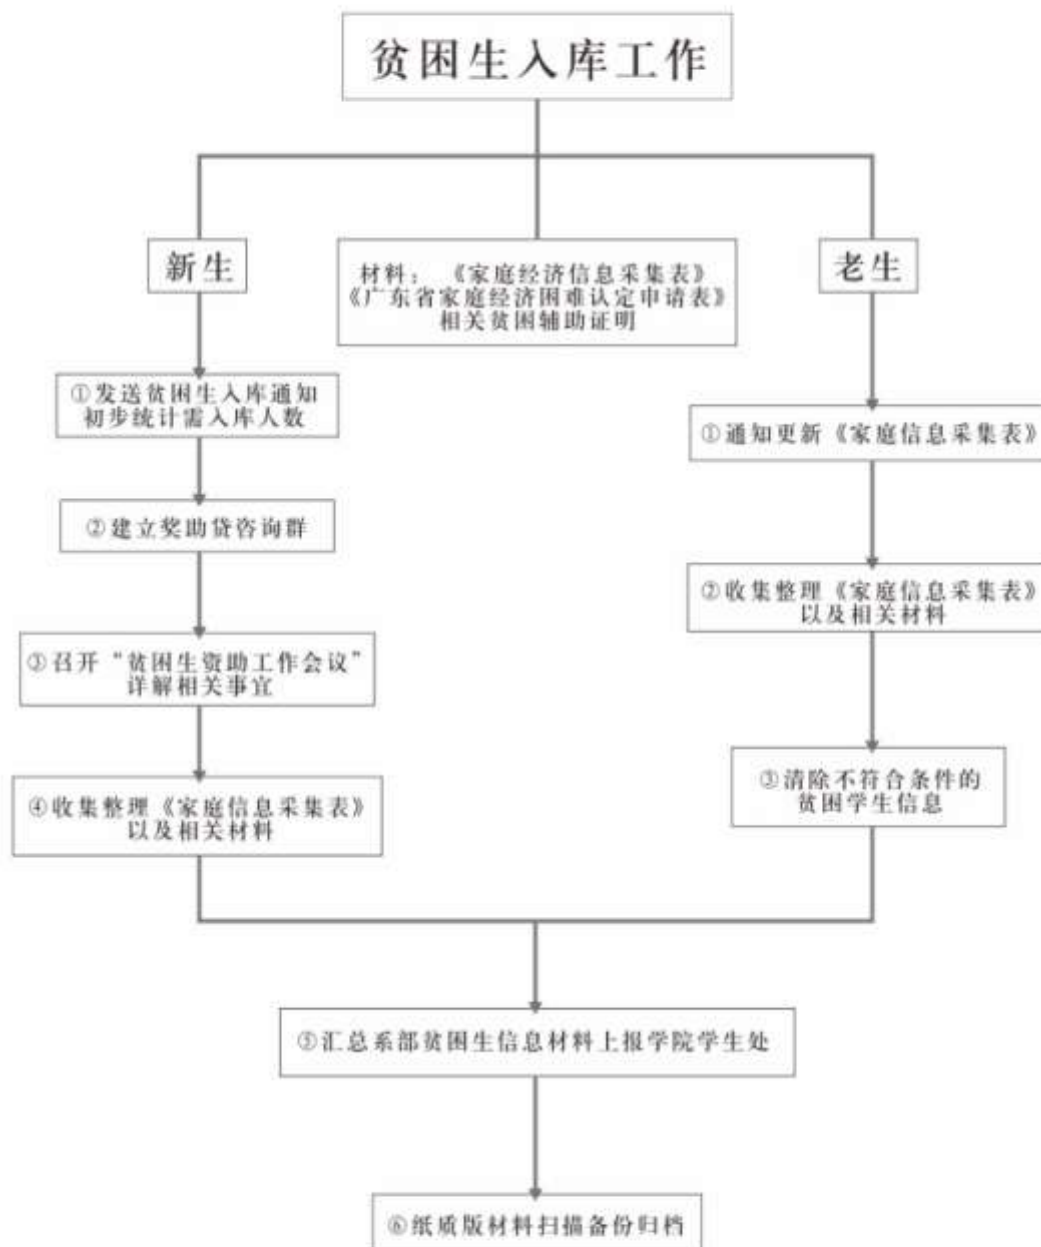 贫困生入库工作
新生
材料：《家庭经济信息采集表》
《广东省家庭经济困难认定申请表》
相关贫困辅助证明
老生
①发送贫困生入库通知
初步统计需入库人数
②建立奖助贷咨询群
③召开“贫困生资助工作会议”
详解相关事宜
④收集整理《家庭信息采集表》
以及相关材料
①通知更新《家庭信息采集表》
②收集整理《家庭信息采集表》
以及相关材料
③清除不符合条件的
贫困学生信息
⑤汇总系部贫困生信息材料上报学院学生处
⑥纸质版材料扫描备份归档